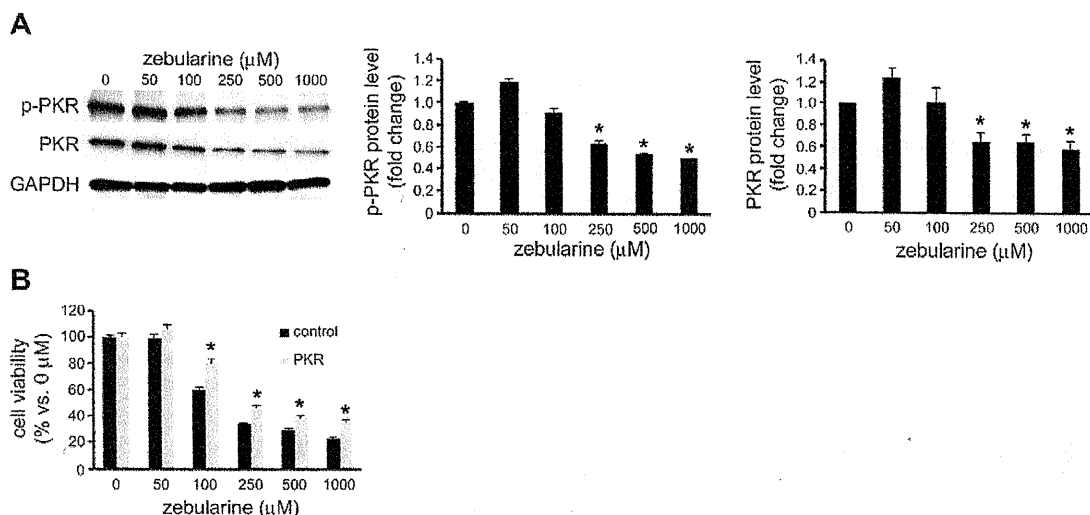 A
zebularine (μM)
0 50 100 250 500 1000
p-PKR
PKR
GAPDH
p-PKR protein level
(fold change)
1.4
1.2
1.0
0.8
0.6
0.4
0.2
0
* * *
0 50 100 250 500 1000
zebularine (μM)
PKR protein level
(fold change)
1.4
1.2
1.0
0.8
0.6
0.4
1.2
0
* * *
0 50 100 250 500 1000
zebularine (μM)
B
cell viability
(% vs. 0 μM)
120
100
80
60
40
20
0
control
PKR
* * * *
0 50 100 250 500 1000
zebularine (μM)